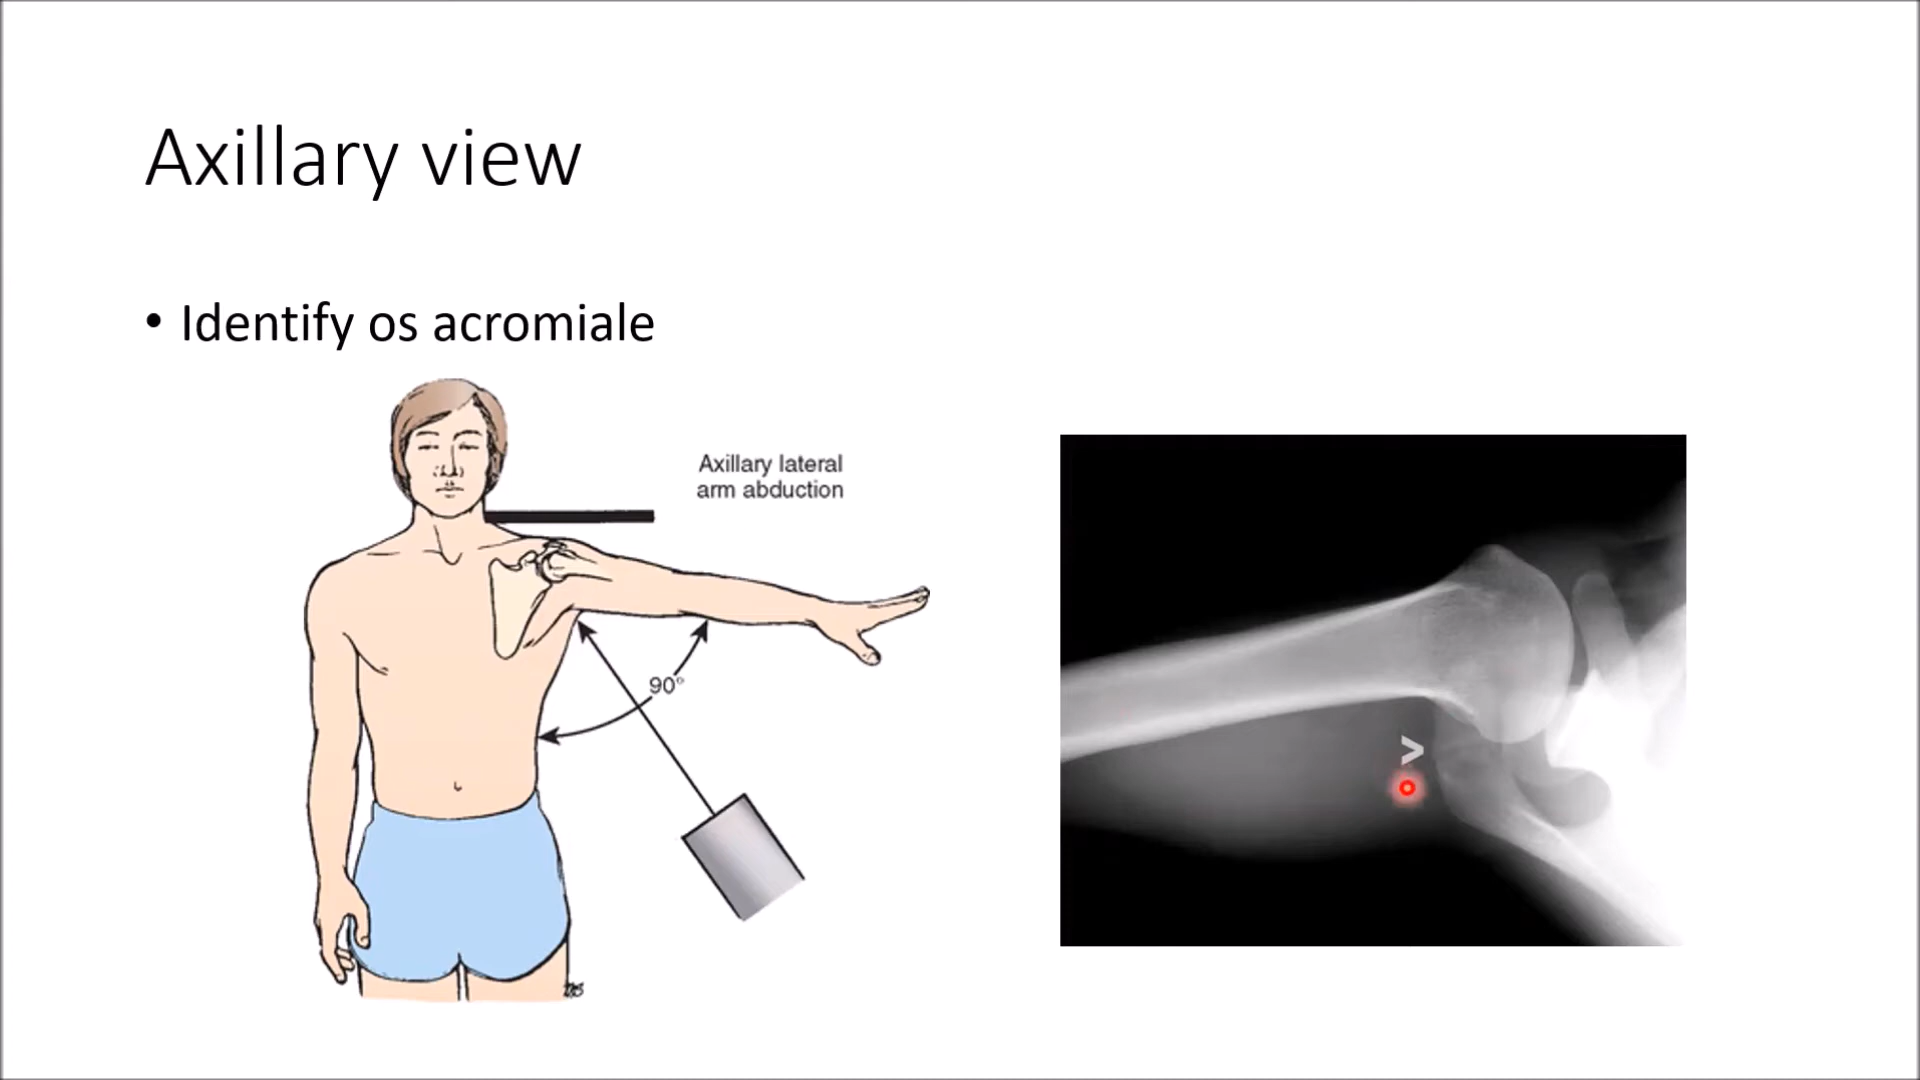 Axillary view
• Identify os acromiale
Axillary lateral
arm abduction
90°
>